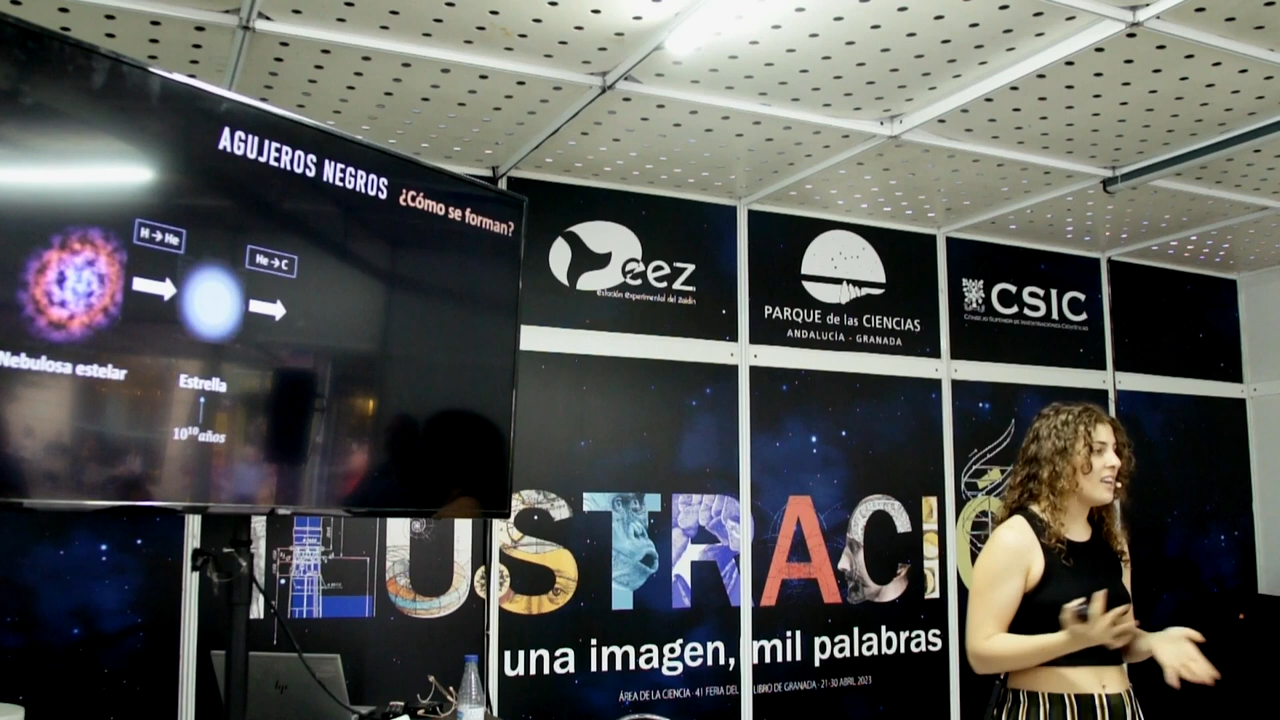 AGUJEROS NEGROS ¿Cómo se forman?
H → He
He → C
Nebulosa estelar
Estrella
10¹⁰ años
eez
Estación Experimental del Zaidín
PARQUE de las CIENCIAS
ANDALUCÍA - GRANADA
CSIC
CONSEJO SUPERIOR DE INVESTIGACIONES CIENTÍFICAS
LUSTRACI
una imagen, mil palabras
ÁREA DE LA CIENCIA · 41 FERIA DEL LIBRO DE GRANADA · 21-30 ABRIL 2023
hp